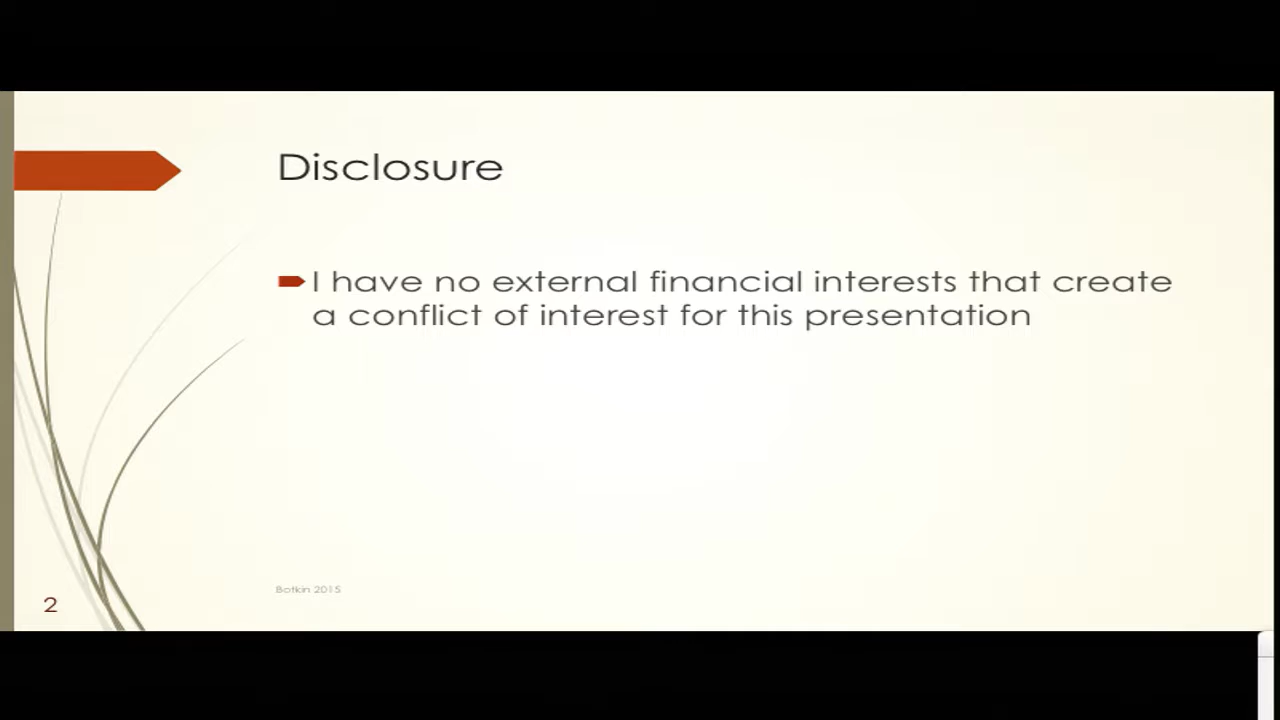 Disclosure
I have no external financial interests that create
a conflict of interest for this presentation
Botkin 2015
2